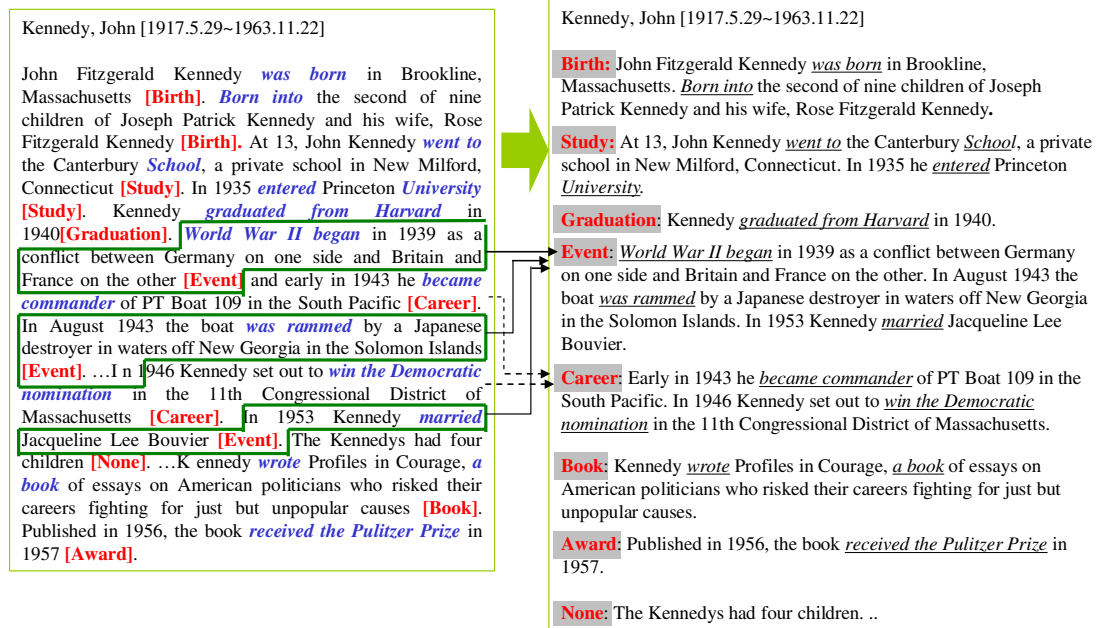 Kennedy, John [1917.5.29~1963.11.22]
John Fitzgerald Kennedy was born in Brookline,
Massachusetts [Birth]. Born into the second of nine
children of Joseph Patrick Kennedy and his wife, Rose
Fitzgerald Kennedy [Birth]. At 13, John Kennedy went to
the Canterbury School, a private school in New Milford,
Connecticut [Study]. In 1935 entered Princeton University
[Study]. Kennedy graduated from Harvard in
1940[Graduation]. World War II began in 1939 as a
conflict between Germany on one side and Britain and
France on the other [Event] and early in 1943 he became
commander of PT Boat 109 in the South Pacific [Career].
In August 1943 the boat was rammed by a Japanese
destroyer in waters off New Georgia in the Solomon Islands
[Event]. …I n 1946 Kennedy set out to win the Democratic
nomination in the 11th Congressional District of
Massachusetts [Career]. In 1953 Kennedy married
Jacqueline Lee Bouvier [Event]. The Kennedys had four
children [None]. …K ennedy wrote Profiles in Courage, a
book of essays on American politicians who risked their
careers fighting for just but unpopular causes [Book].
Published in 1956, the book received the Pulitzer Prize in
1957 [Award].
Kennedy, John [1917.5.29~1963.11.22]
Birth: John Fitzgerald Kennedy was born in Brookline,
Massachusetts. Born into the second of nine children of Joseph
Patrick Kennedy and his wife, Rose Fitzgerald Kennedy.
Study: At 13, John Kennedy went to the Canterbury School, a private
school in New Milford, Connecticut. In 1935 he entered Princeton
University.
Graduation: Kennedy graduated from Harvard in 1940.
Event: World War II began in 1939 as a conflict between Germany
on one side and Britain and France on the other. In August 1943 the
boat was rammed by a Japanese destroyer in waters off New Georgia
in the Solomon Islands. In 1953 Kennedy married Jacqueline Lee
Bouvier.
Career: Early in 1943 he became commander of PT Boat 109 in the
South Pacific. In 1946 Kennedy set out to win the Democratic
nomination in the 11th Congressional District of Massachusetts.
Book: Kennedy wrote Profiles in Courage, a book of essays on
American politicians who risked their careers fighting for just but
unpopular causes.
Award: Published in 1956, the book received the Pulitzer Prize in
1957.
None: The Kennedys had four children. ..